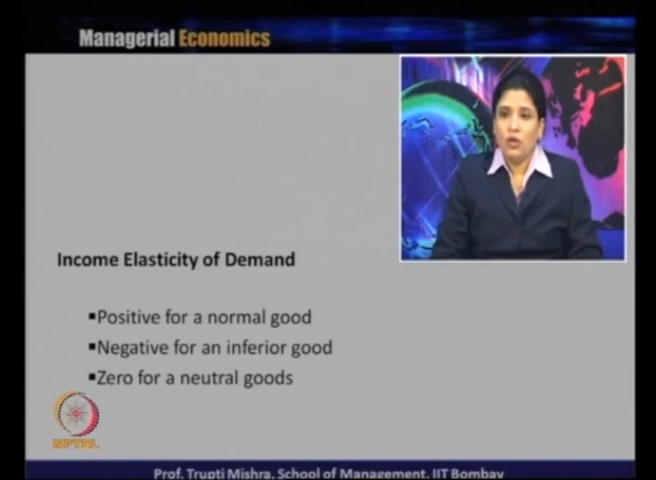 Managerial Economics
Income Elasticity of Demand
▪Positive for a normal good
▪Negative for an inferior good
▪Zero for a neutral goods
NPTEL
Prof. Trupti Mishra, School of Management, IIT Bombay